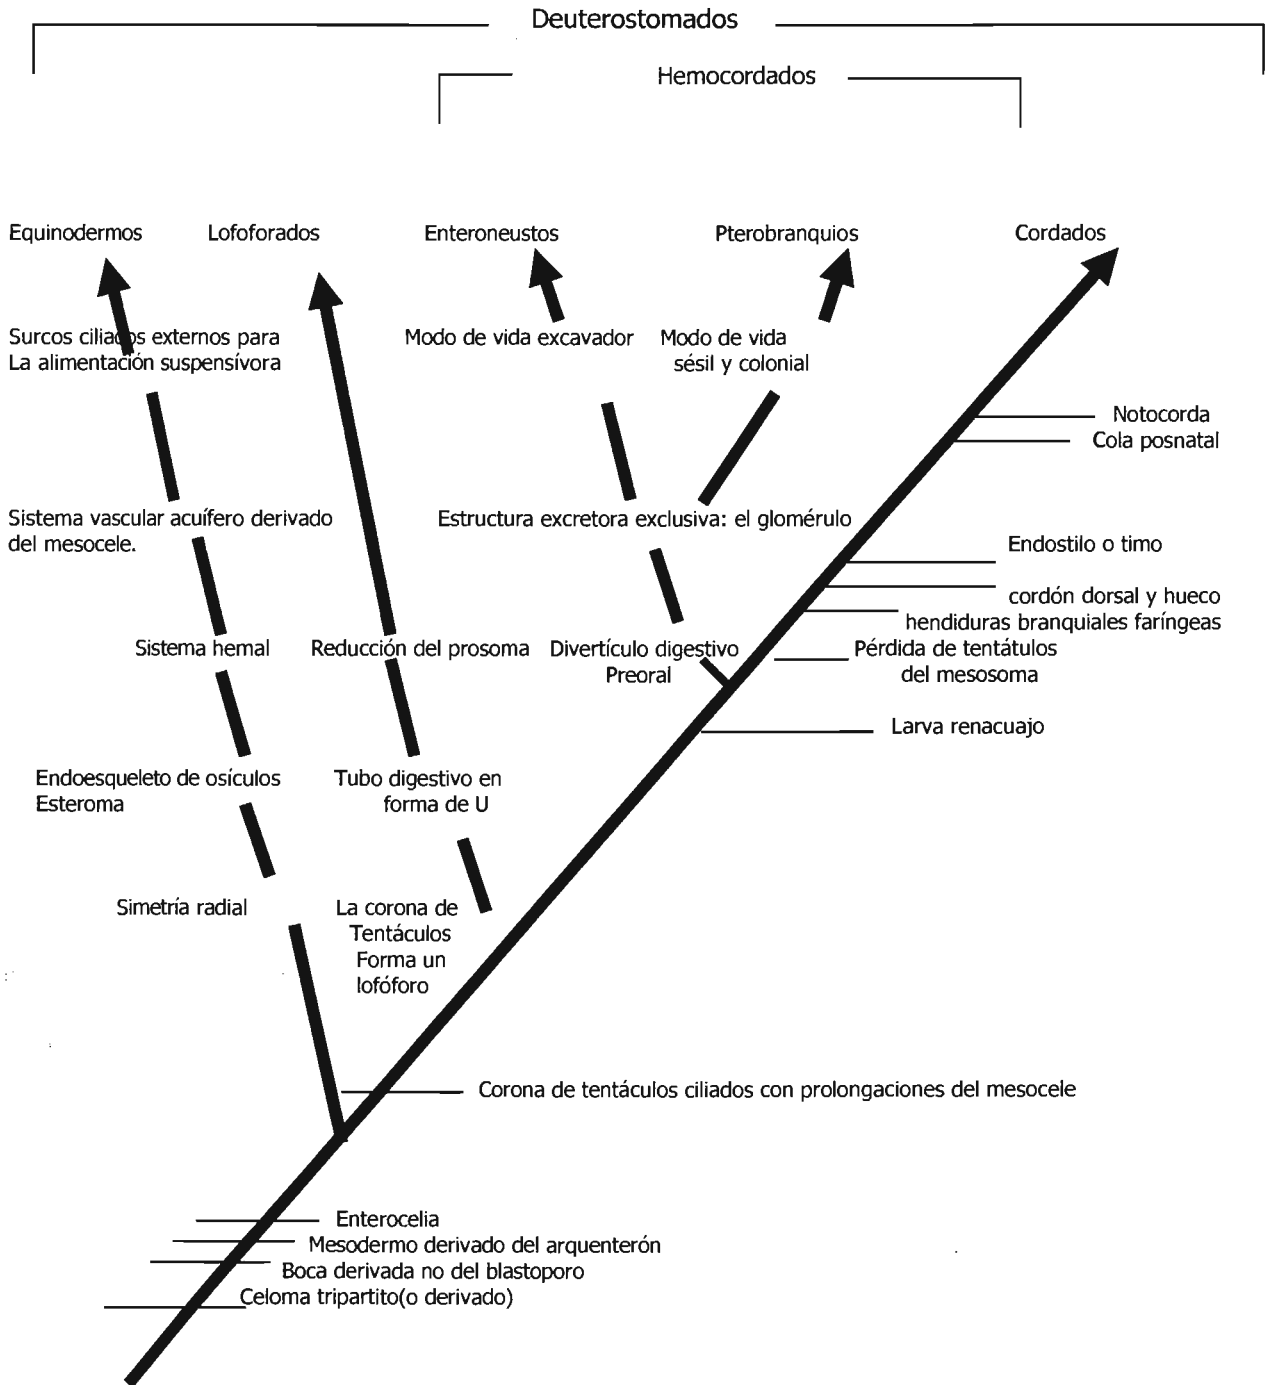 Deuterostomados
Hemocordados
Equinodermos
Lofoforados
Enteroneustos
Pterobranquios
Cordados
Surcos ciliados externos para
La alimentación suspensívora
Modo de vida excavador
Modo de vida
sésil y colonial
Notocorda
Cola posnatal
Sistema vascular acuífero derivado
del mesocele.
Estructura excretora exclusiva: el glomérulo
Endostilo o timo
cordón dorsal y hueco
hendiduras branquiales faríngeas
Sistema hemal
Reducción del prosoma
Divertículo digestivo
Preoral
Pérdida de tentátulos
del mesosoma
Larva renacuajo
Endoesqueleto de osículos
Esteroma
Tubo digestivo en
forma de U
Simetría radial
La corona de
Tentáculos
Forma un
lofóforo
Corona de tentáculos ciliados con prolongaciones del mesocele
Enterocelia
Mesodermo derivado del arquenterón
Boca derivada no del blastoporo
Celoma tripartito(o derivado)